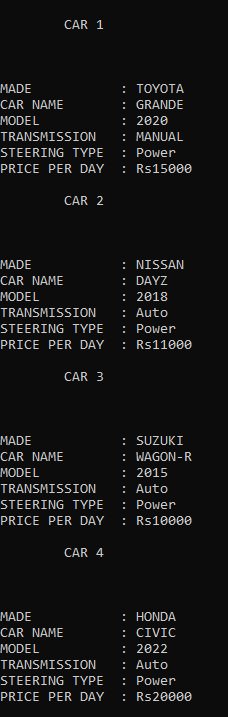 CAR 1
MADE : TOYOTA
CAR NAME : GRANDE
MODEL : 2020
TRANSMISSION : MANUAL
STEERING TYPE : Power
PRICE PER DAY : Rs15000
CAR 2
MADE : NISSAN
CAR NAME : DAYZ
MODEL : 2018
TRANSMISSION : Auto
STEERING TYPE : Power
PRICE PER DAY : Rs11000
CAR 3
MADE : SUZUKI
CAR NAME : WAGON-R
MODEL : 2015
TRANSMISSION : Auto
STEERING TYPE : Power
PRICE PER DAY : Rs10000
CAR 4
MADE : HONDA
CAR NAME : CIVIC
MODEL : 2022
TRANSMISSION : Auto
STEERING TYPE : Power
PRICE PER DAY : Rs20000